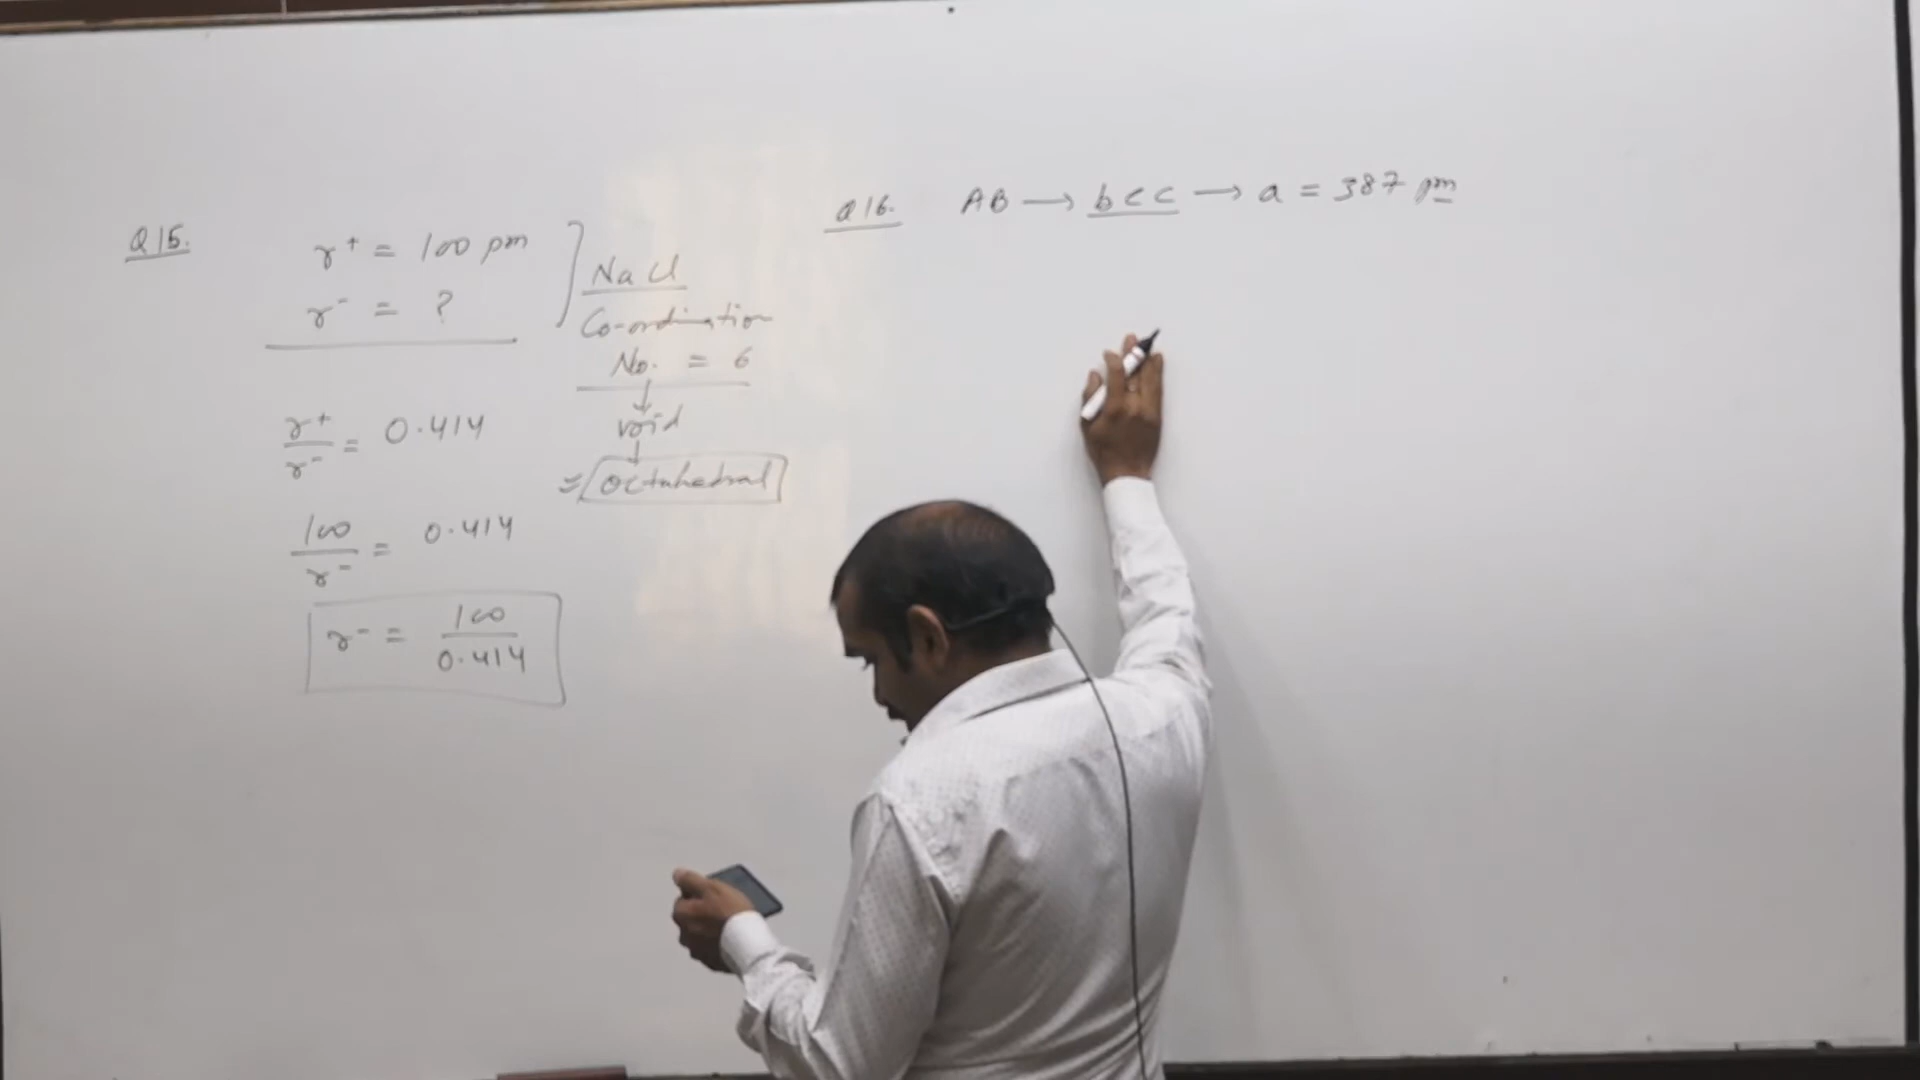 Q15.
r⁺ = 100 pm
r⁻ = ?
NaCl
Co-ordination
No. = 6
↓
void
↓
= octahedral
r⁺/r⁻ = 0.414
100/r⁻ = 0.414
r⁻ = 100/0.414
Q16. AB → bcc → a = 387 pm